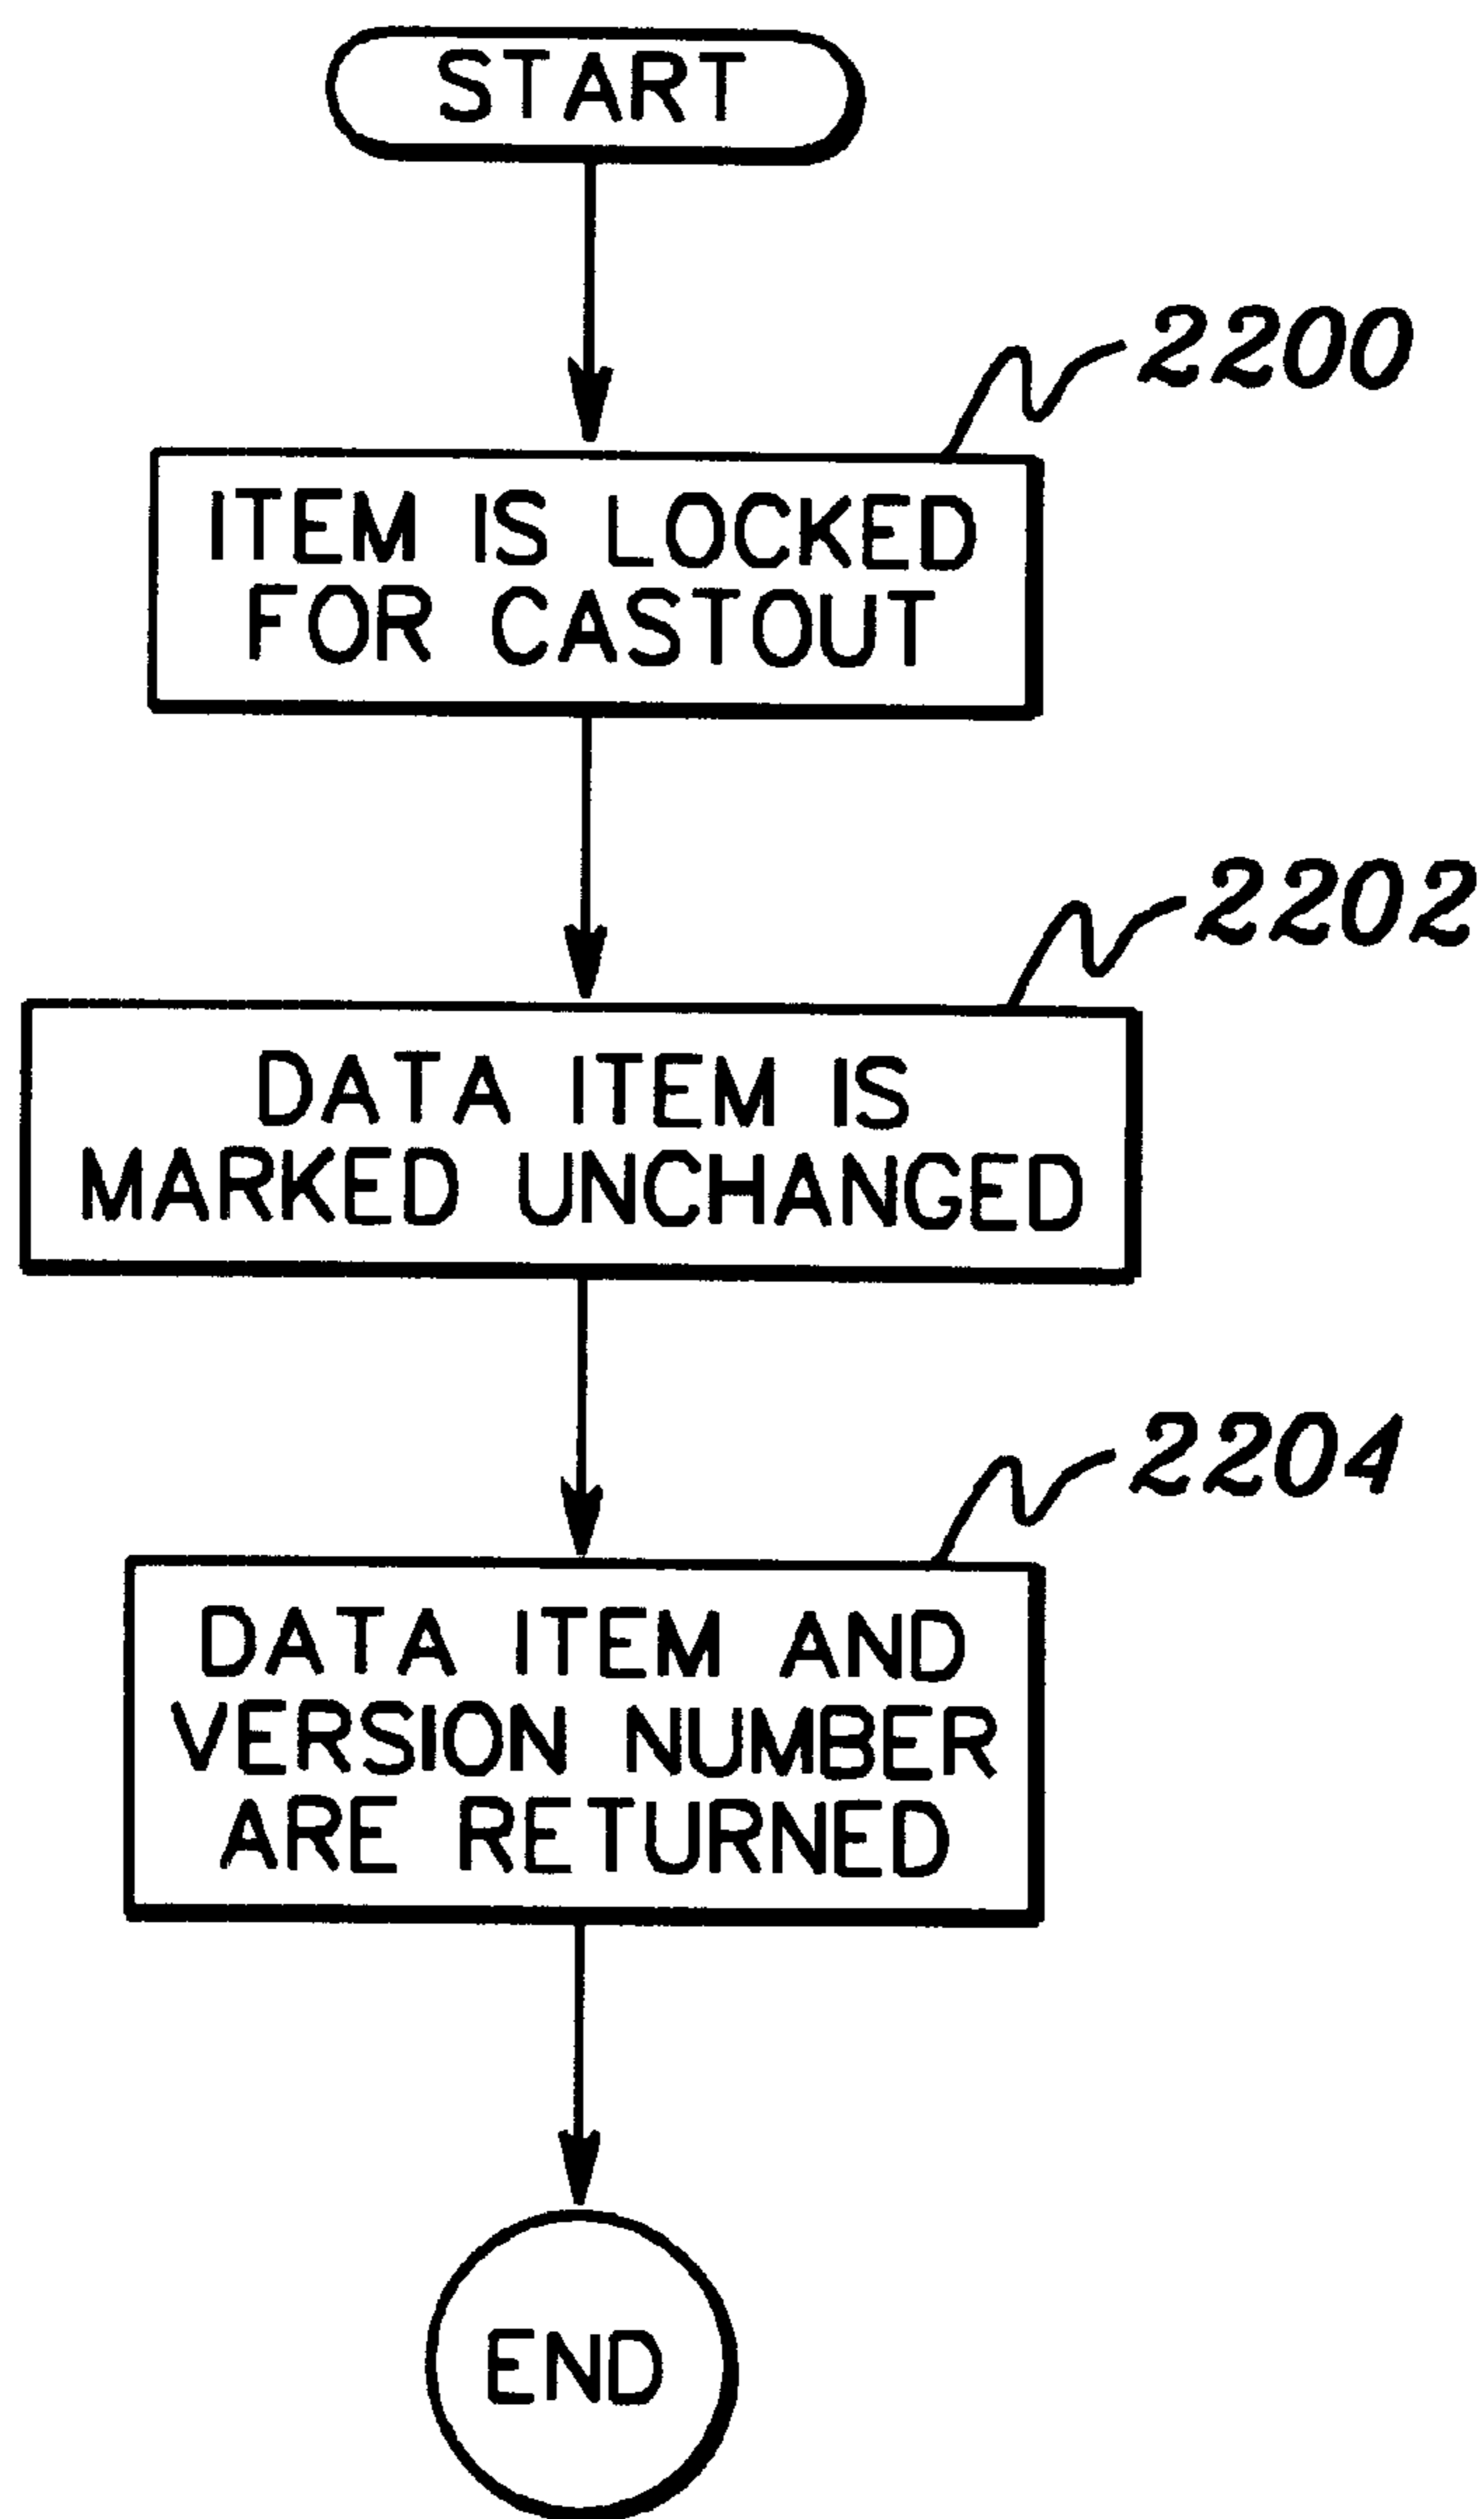 START
2200
ITEM IS LOCKED
FOR CASTOUT
2202
DATA ITEM IS
MARKED UNCHANGED
2204
DATA ITEM AND
VERSION NUMBER
ARE RETURNED
END